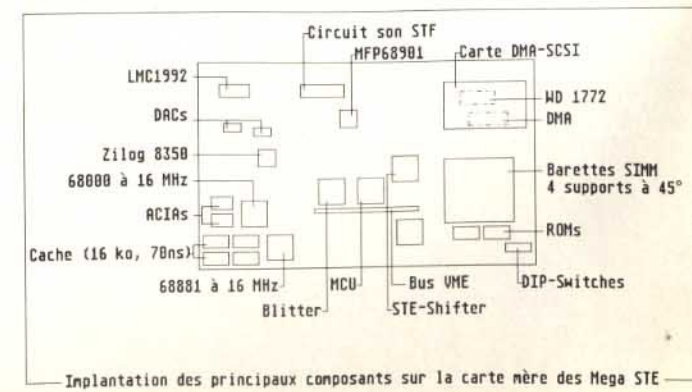 Circuit son STF
MFP68901
Carte DMA-SCSI
LMC1992
WD 1772
DACs
DMA
Zilog 8350
Barettes SIMM
4 supports à 45°
68000 à 16 MHz
ACIAs
ROMs
Cache (16 ko, 70ns)
68881 à 16 MHz
MCU
Bus VME
DIP-Switches
Blitter
STE-Shifter
Implantation des principaux composants sur la carte mère des Mega STE